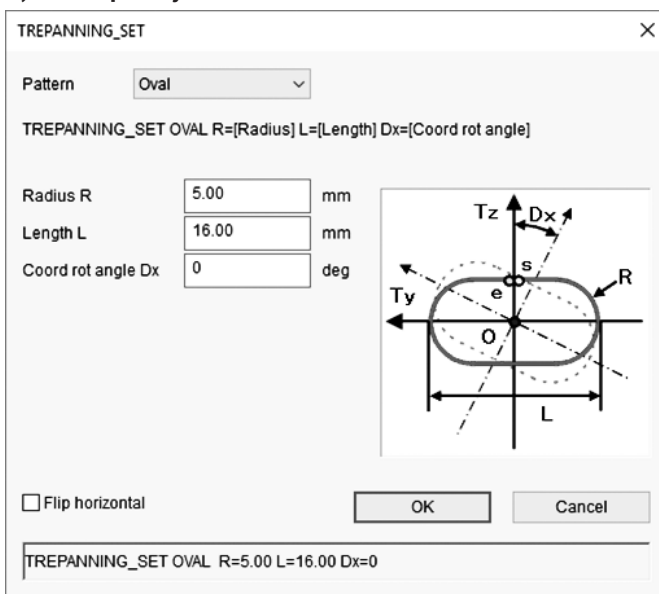 TREPANNING_SET
Pattern Oval
TREPANNING_SET OVAL R=[Radius] L=[Length] Dx=[Coord rot angle]
Radius R 5.00 mm
Length L 16.00 mm
Coord rot angle Dx 0 deg
Tz Dx
s
e R
Ty
O
L
Flip horizontal OK Cancel
TREPANNING_SET OVAL R=5.00 L=16.00 Dx=0